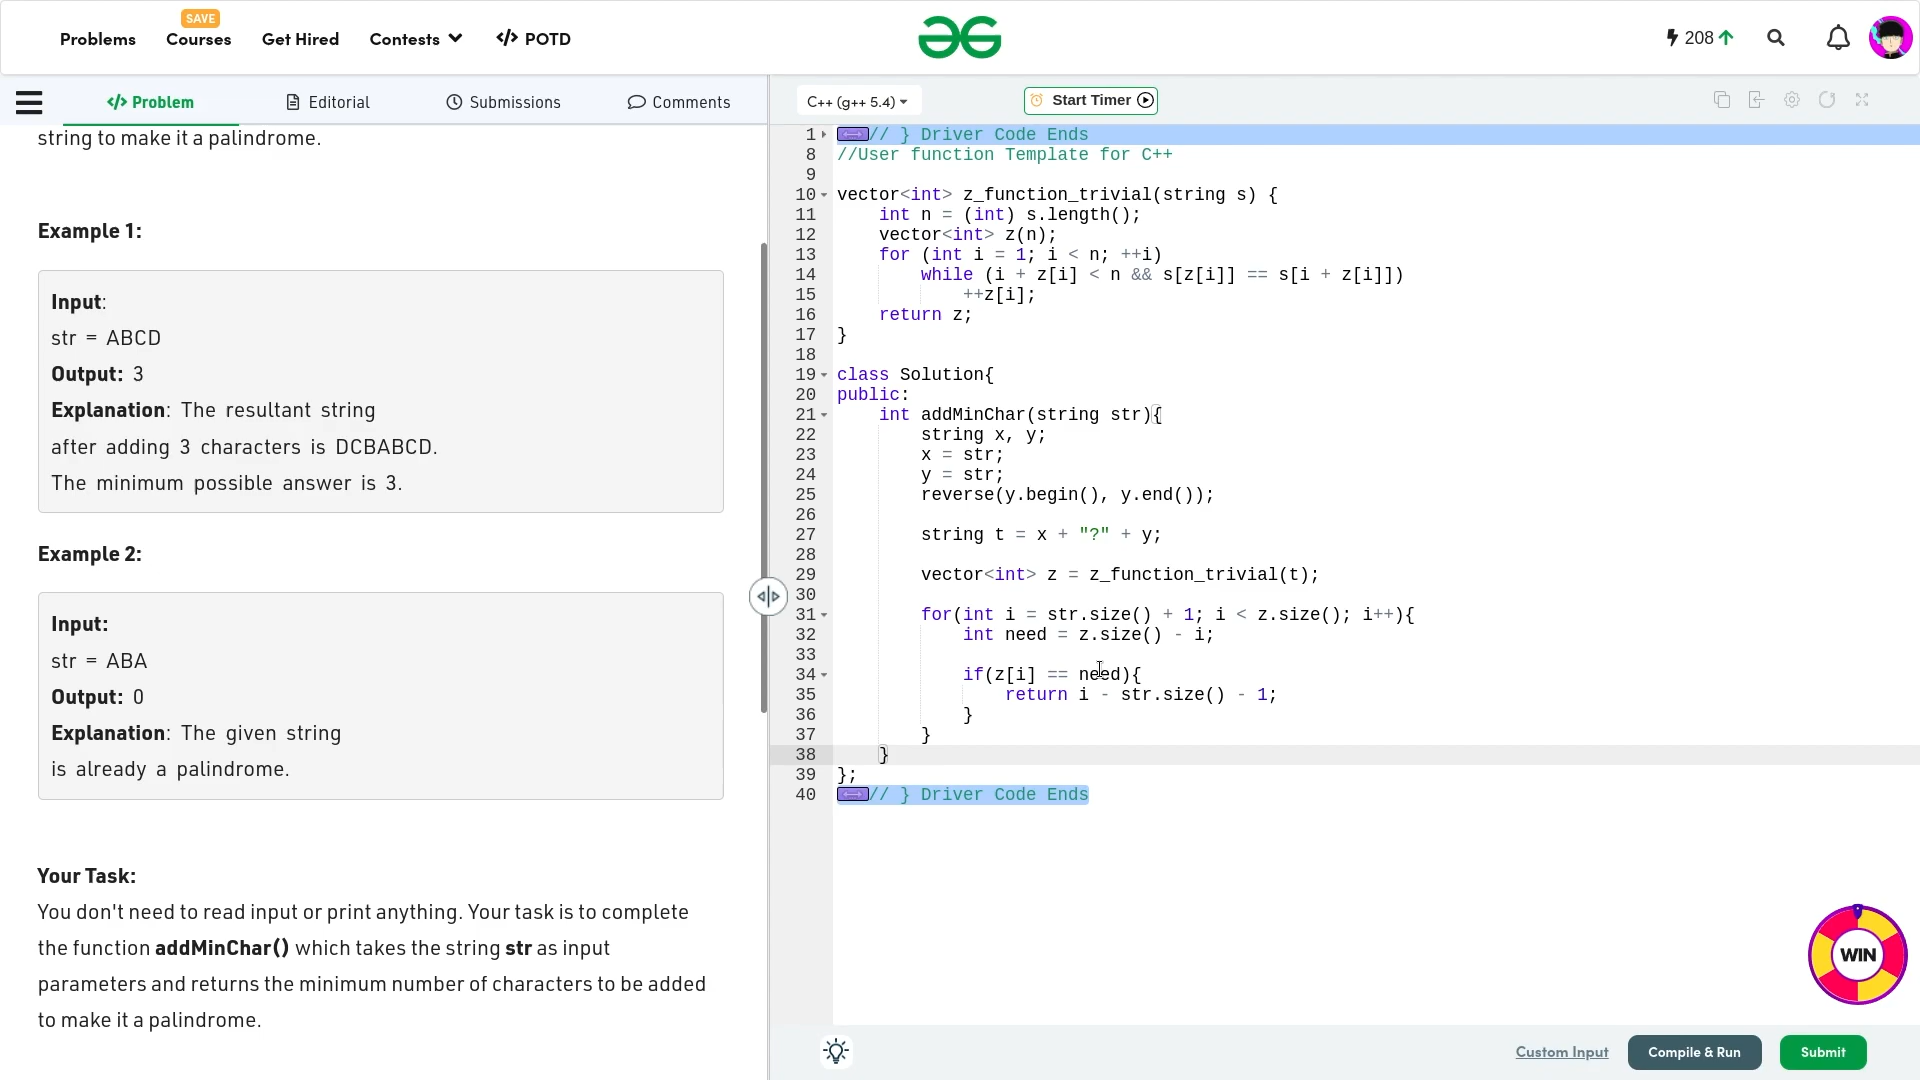 SAVE
Problems Courses Get Hired Contests </> POTD
208
</> Problem Editorial Submissions Comments
string to make it a palindrome.
Example 1:
Input:
str = ABCD
Output: 3
Explanation: The resultant string
after adding 3 characters is DCBABCD.
The minimum possible answer is 3.
Example 2:
Input:
str = ABA
Output: 0
Explanation: The given string
is already a palindrome.
Your Task:
You don't need to read input or print anything. Your task is to complete
the function addMinChar() which takes the string str as input
parameters and returns the minimum number of characters to be added
to make it a palindrome.
C++ (g++ 5.4) Start Timer
1 // } Driver Code Ends
8 //User function Template for C++
9
10 vector<int> z_function_trivial(string s) {
11 int n = (int) s.length();
12 vector<int> z(n);
13 for (int i = 1; i < n; ++i)
14 while (i + z[i] < n && s[z[i]] == s[i + z[i]])
15 ++z[i];
16 return z;
17 }
18
19 class Solution{
20 public:
21 int addMinChar(string str){
22 string x, y;
23 x = str;
24 y = str;
25 reverse(y.begin(), y.end());
26
27 string t = x + "?" + y;
28
29 vector<int> z = z_function_trivial(t);
30
31 for(int i = str.size() + 1; i < z.size(); i++){
32 int need = z.size() - i;
33
34 if(z[i] == need){
35 return i - str.size() - 1;
36 }
37 }
38 }
39 };
40 // } Driver Code Ends
WIN
Custom Input Compile & Run Submit